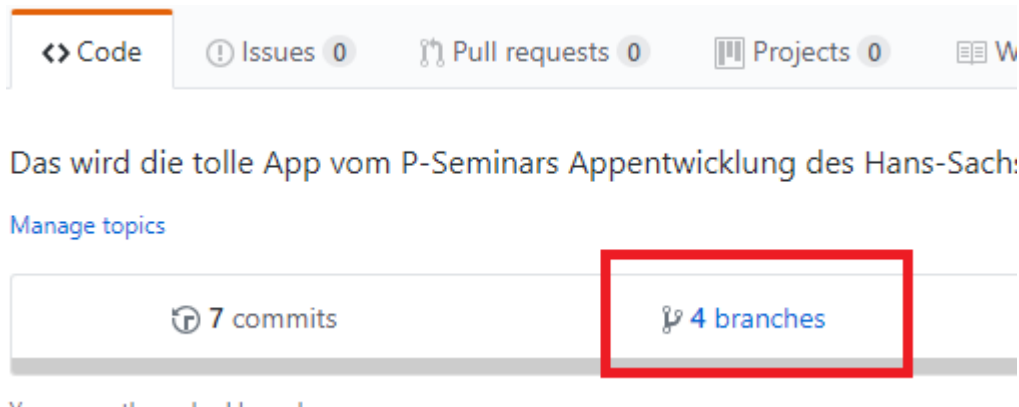 Code Issues 0 Pull requests 0 Projects 0
Das wird die tolle App vom P-Seminars Appentwicklung des Hans-Sachs
Manage topics
7 commits 4 branches